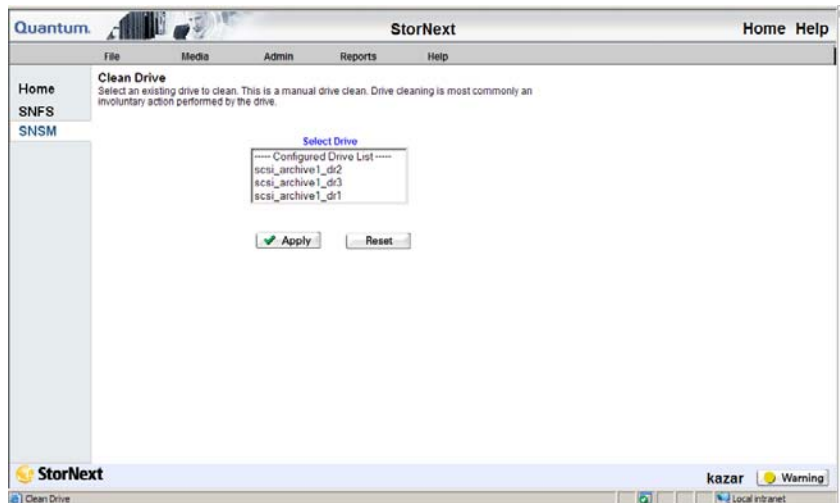 Quantum. StorNext Home Help
File Media Admin Reports Help
Home
SNFS
SNSM
Clean Drive
Select an existing drive to clean. This is a manual drive clean. Drive cleaning is most commonly an
involuntary action performed by the drive.
Select Drive
----- Configured Drive List -----
scsi_archive1_dr2
scsi_archive1_dr3
scsi_archive1_dr1
Apply Reset
StorNext kazar Warning
Clean Drive Local intranet